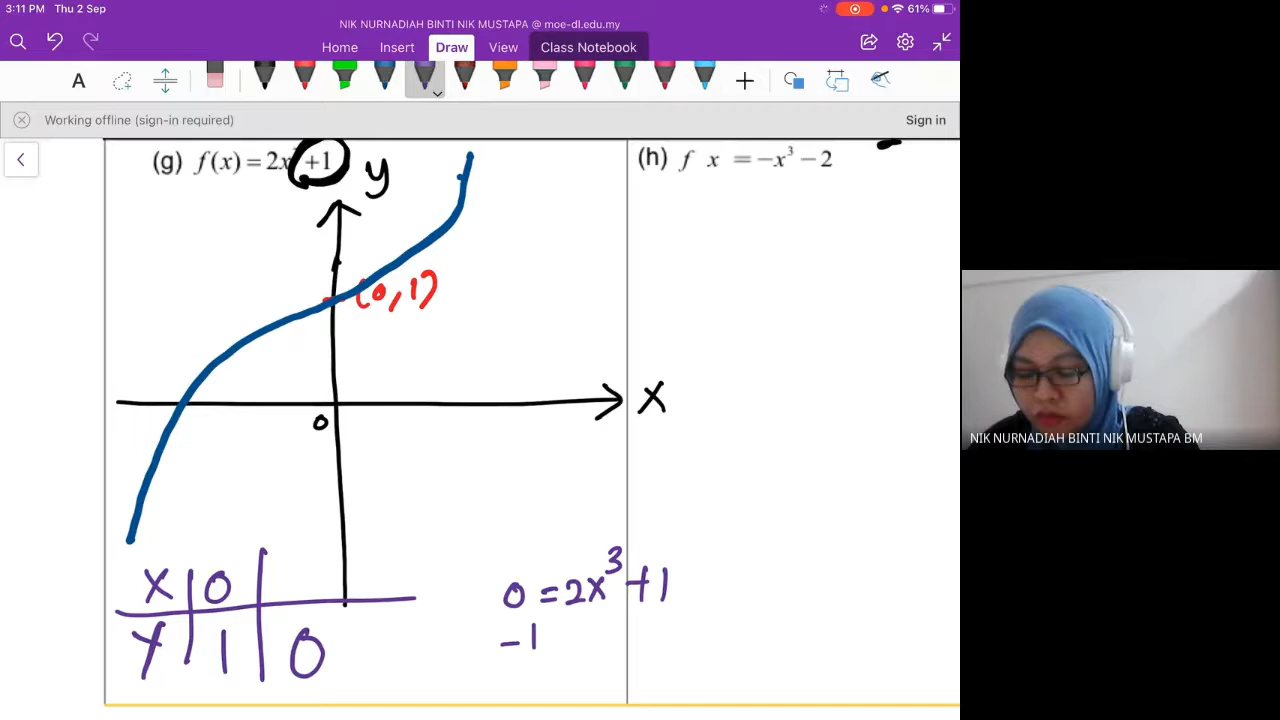 3:11 PM Thu 2 Sep
61%
NIK NURNADIAH BINTI NIK MUSTAPA @ moe-dl.edu.my
Home Insert Draw View Class Notebook
A
Working offline (sign-in required) Sign in
(g) f(x) = 2x³ +1
y
(h) f x = −x³ − 2
(0,1)
x
0
x 0
y 1 0
0 = 2x³ + 1
-1
NIK NURNADIAH BINTI NIK MUSTAPA BM